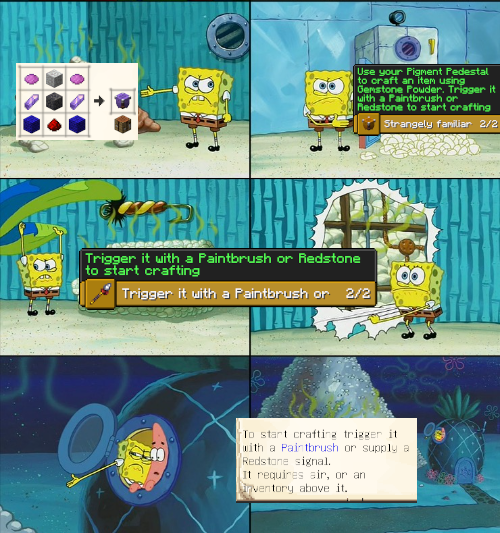 Use your Pigment Pedestal
to craft an item using
Gemstone Powder. Trigger it
with a Paintbrush or
Redstone to start crafting
Strangely familiar 2/2
Trigger it with a Paintbrush or Redstone
to start crafting
Trigger it with a Paintbrush or 2/2
To start crafting trigger it
with a Paintbrush or supply a
Redstone signal.
It requires air, or an
Inventory above it.